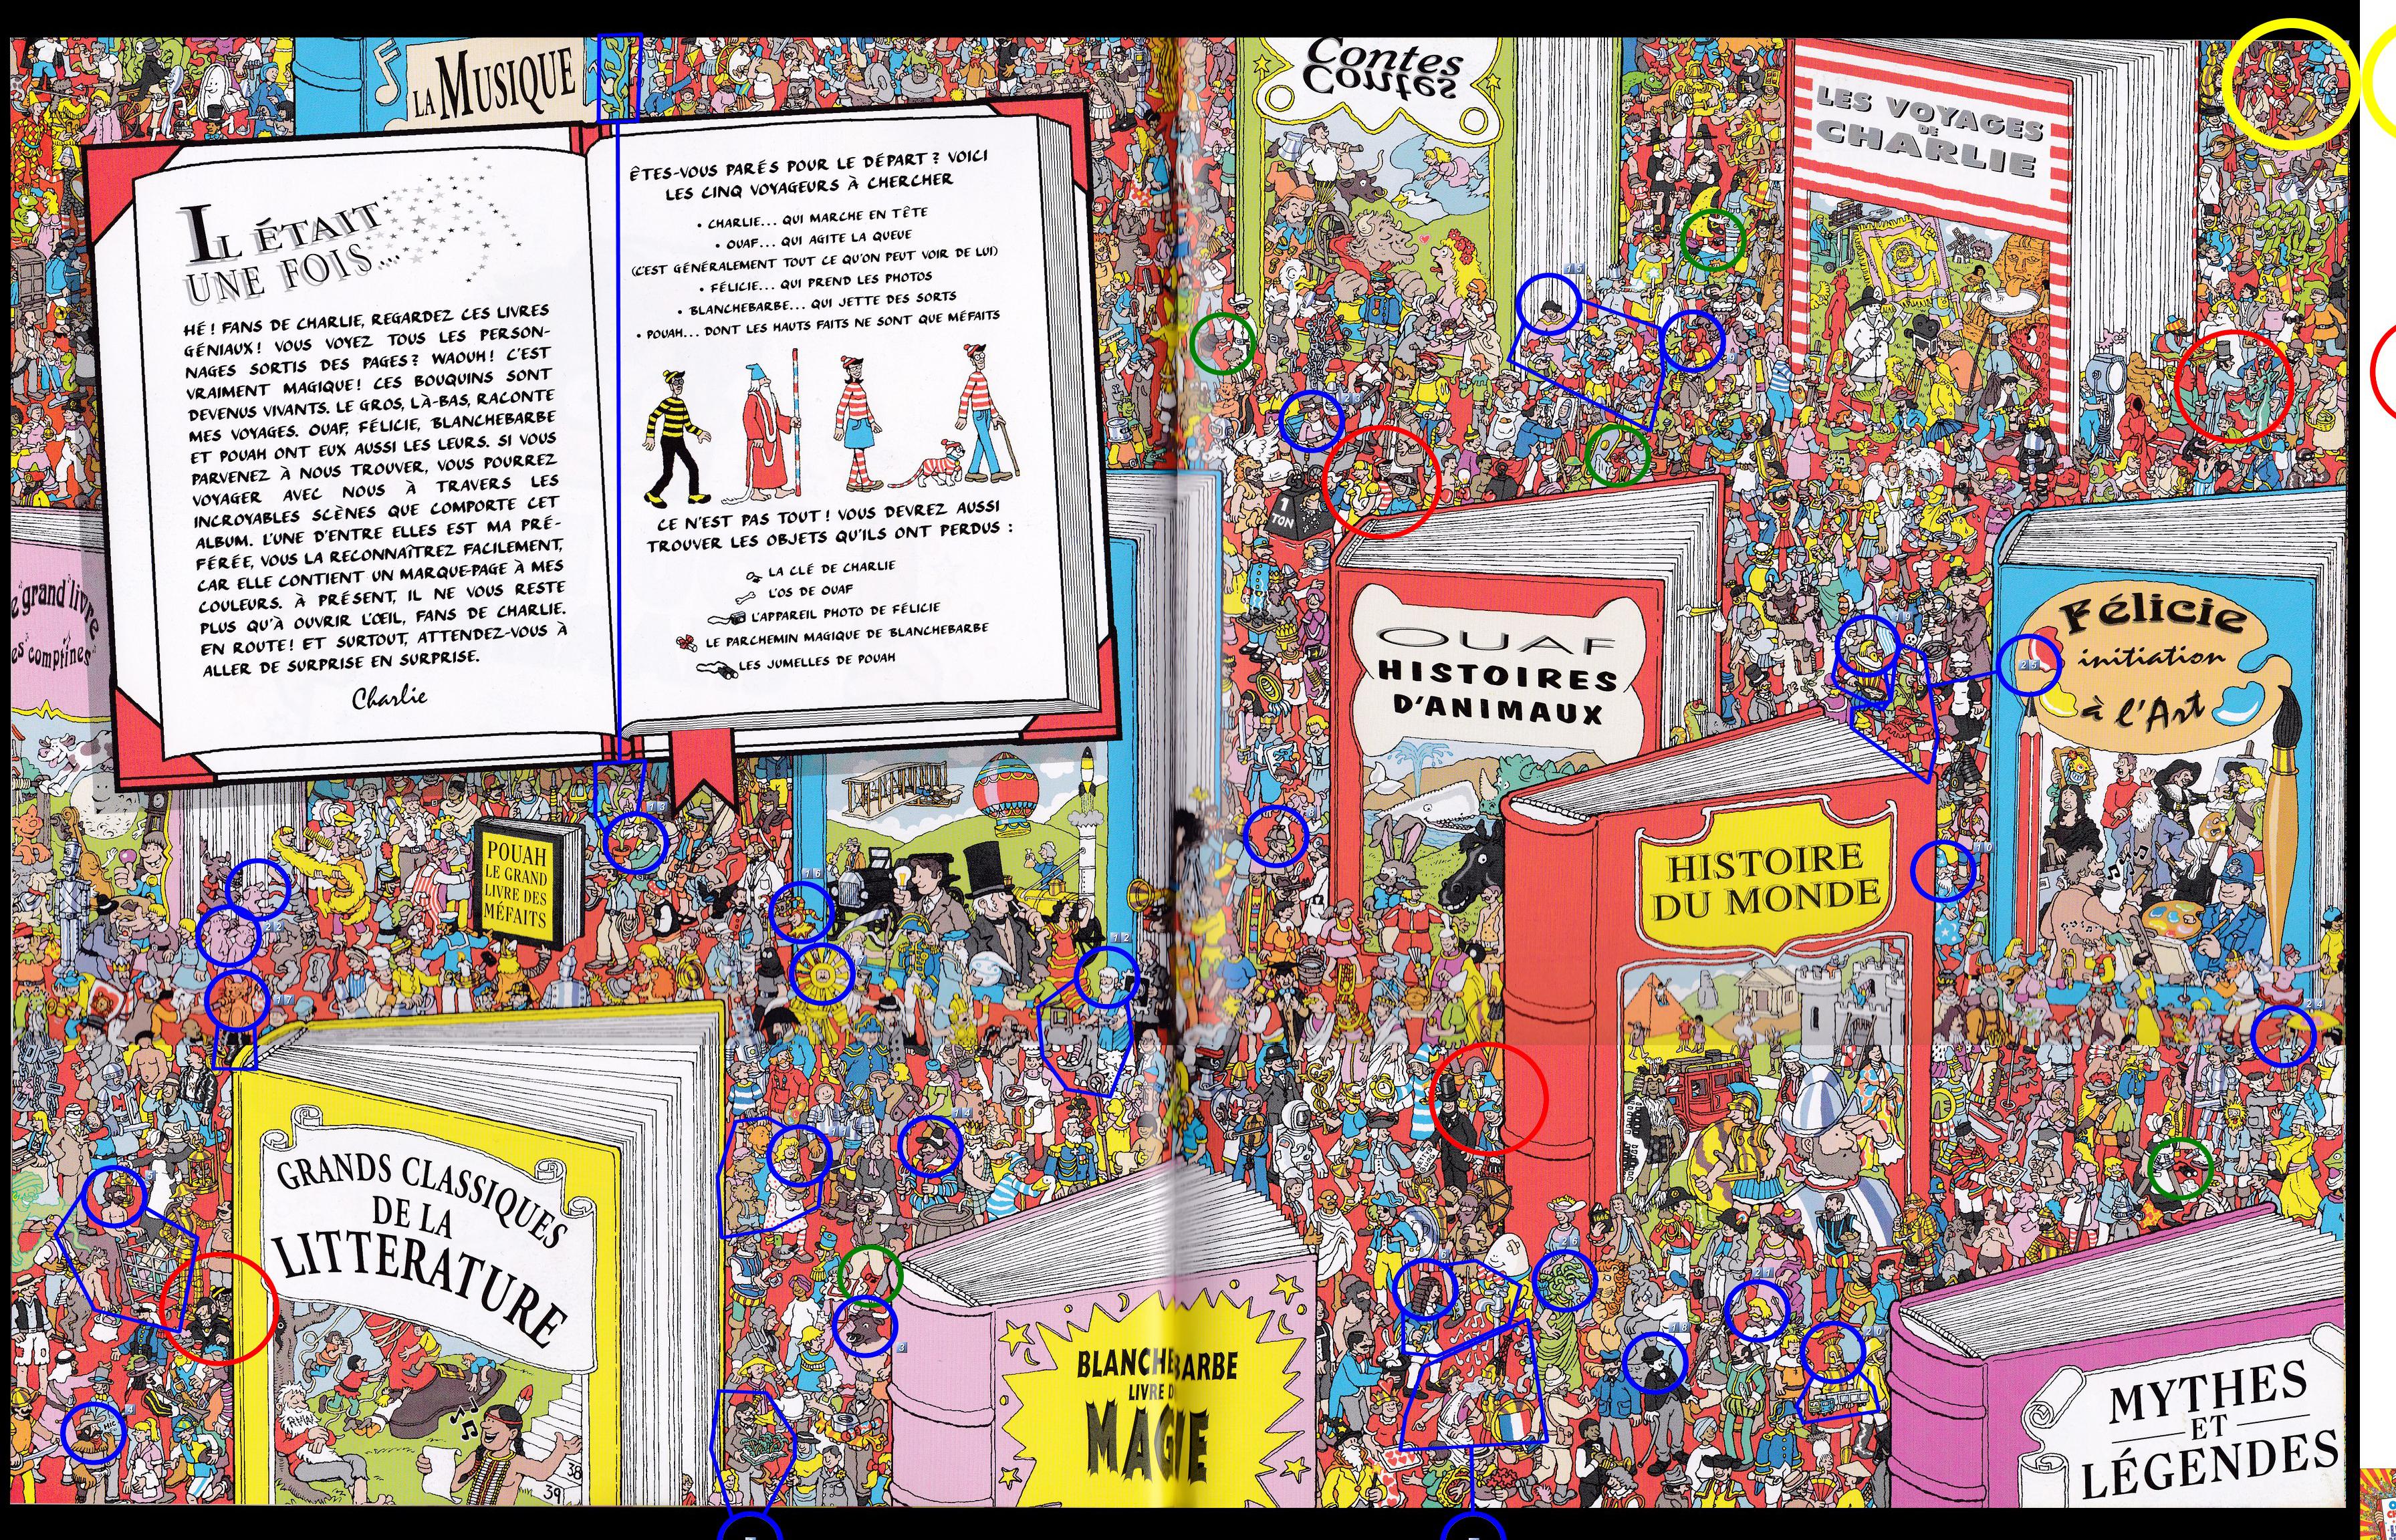 LA MUSIQUE
Contes
Contes
LES VOYAGES
DE
CHARLIE
IL ÉTAIT
UNE FOIS...
HÉ ! FANS DE CHARLIE, REGARDEZ CES LIVRES
GÉNIAUX ! VOUS VOYEZ TOUS LES PERSON-
NAGES SORTIS DES PAGES ? WAOUH ! C'EST
VRAIMENT MAGIQUE ! CES BOUQUINS SONT
DEVENUS VIVANTS. LE GROS, LÀ-BAS, RACONTE
MES VOYAGES. OUAF, FÉLICIE, BLANCHEBARBE
ET POUAH ONT EUX AUSSI LES LEURS. SI VOUS
PARVENEZ À NOUS TROUVER, VOUS POURREZ
VOYAGER AVEC NOUS À TRAVERS LES
INCROYABLES SCÈNES QUE COMPORTE CET
ALBUM. L'UNE D'ENTRE ELLES EST MA PRÉ-
FÉRÉE, VOUS LA RECONNAÎTREZ FACILEMENT,
CAR ELLE CONTIENT UN MARQUE-PAGE À MES
COULEURS. À PRÉSENT, IL NE VOUS RESTE
PLUS QU'À OUVRIR L'ŒIL, FANS DE CHARLIE.
EN ROUTE ! ET SURTOUT, ATTENDEZ-VOUS À
ALLER DE SURPRISE EN SURPRISE.
Charlie
ÊTES-VOUS PARÉS POUR LE DÉPART ? VOICI
LES CINQ VOYAGEURS À CHERCHER
• CHARLIE... QUI MARCHE EN TÊTE
• OUAF... QUI AGITE LA QUEUE
(C'EST GÉNÉRALEMENT TOUT CE QU'ON PEUT VOIR DE LUI)
• FÉLICIE... QUI PREND LES PHOTOS
• BLANCHEBARBE... QUI JETTE DES SORTS
• POUAH... DONT LES HAUTS FAITS NE SONT QUE MÉFAITS
CE N'EST PAS TOUT ! VOUS DEVREZ AUSSI
TROUVER LES OBJETS QU'ILS ONT PERDUS :
LA CLÉ DE CHARLIE
L'OS DE OUAF
L'APPAREIL PHOTO DE FÉLICIE
LE PARCHEMIN MAGIQUE DE BLANCHEBARBE
LES JUMELLES DE POUAH
1
TON
grand livre
comptines
OUAF
HISTOIRES
D'ANIMAUX
Félicie
initiation
à l'Art
25
POUAH
LE GRAND
LIVRE DES
MÉFAITS
HISTOIRE
DU MONDE
GRANDS CLASSIQUES
DE LA
LITTERATURE
38
39
BLANCHEBARBE
LIVRE D
MAGIE
MYTHES
ET
LÉGENDES